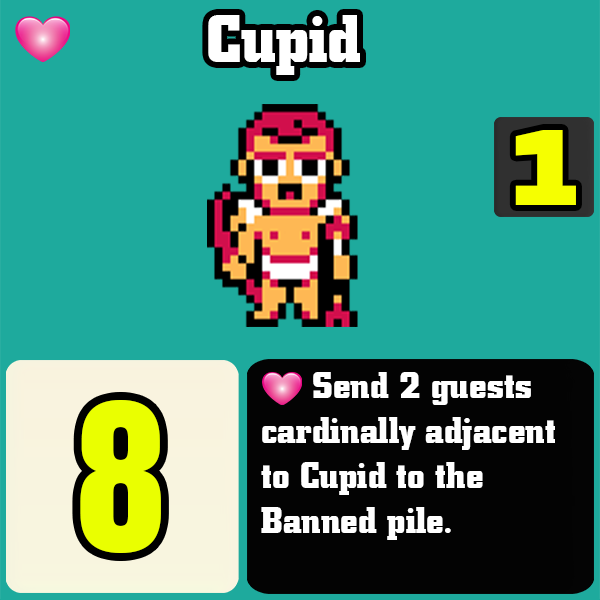 Cupid
1
8
Send 2 guests
cardinally adjacent
to Cupid to the
Banned pile.